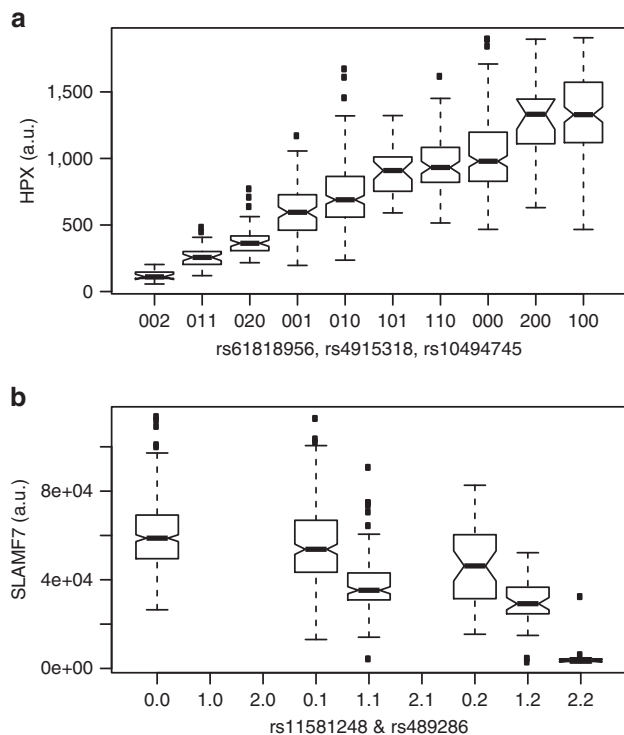 a
HPX (a.u.)
1,500
1,000
500
0
002 011 020 001 010 101 110 000 200 100
rs61818956, rs4915318, rs10494745
b
SLAMF7 (a.u.)
8e+04
4e+04
0e+00
0.0 1.0 2.0 0.1 1.1 2.1 0.2 1.2 2.2
rs11581248 & rs489286